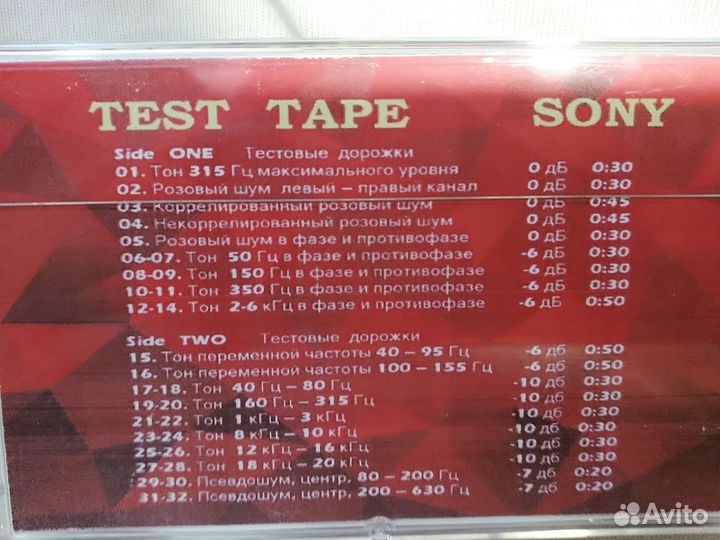 TEST TAPE SONY
Side ONE Тестовые дорожки
01. Тон 315 Гц максимального уровня 0 дБ 0:30
02. Розовый шум левый – правый канал 0 дБ 0:30
03. Коррелированный розовый шум 0 дБ 0:45
04. Некоррелированный розовый шум 0 дБ 0:45
05. Розовый шум в фазе и противофазе 0 дБ 0:30
06-07. Тон 50 Гц в фазе и противофазе -6 дБ 0:30
08-09. Тон 150 Гц в фазе и противофазе -6 дБ 0:30
10-11. Тон 350 Гц в фазе и противофазе -6 дБ 0:30
12-14. Тон 2-6 кГц в фазе и противофазе -6 дБ 0:50
Side TWO Тестовые дорожки
15. Тон переменной частоты 40 – 95 Гц -6 дб 0:50
16. Тон переменной частоты 100 – 155 Гц -6 дб 0:50
17-18. Тон 40 Гц – 80 Гц -10 дб 0:30
19-20. Тон 160 Гц – 315 Гц -10 дб 0:30
21-22. Тон 1 кГц – 3 кГц -10 дб 0:30
23-24. Тон 8 кГц – 10 кГц -10 дб 0:30
25-26. Тон 12 кГц – 16 кГц -10 дб 0:30
27-28. Тон 18 кГц – 20 кГц -10 дб 0:30
29-30. Псевдошум, центр, 80 – 200 Гц -7 дб 0:20
31-32. Псевдошум, центр, 200 – 630 Гц -7 дб 0:20
Avito